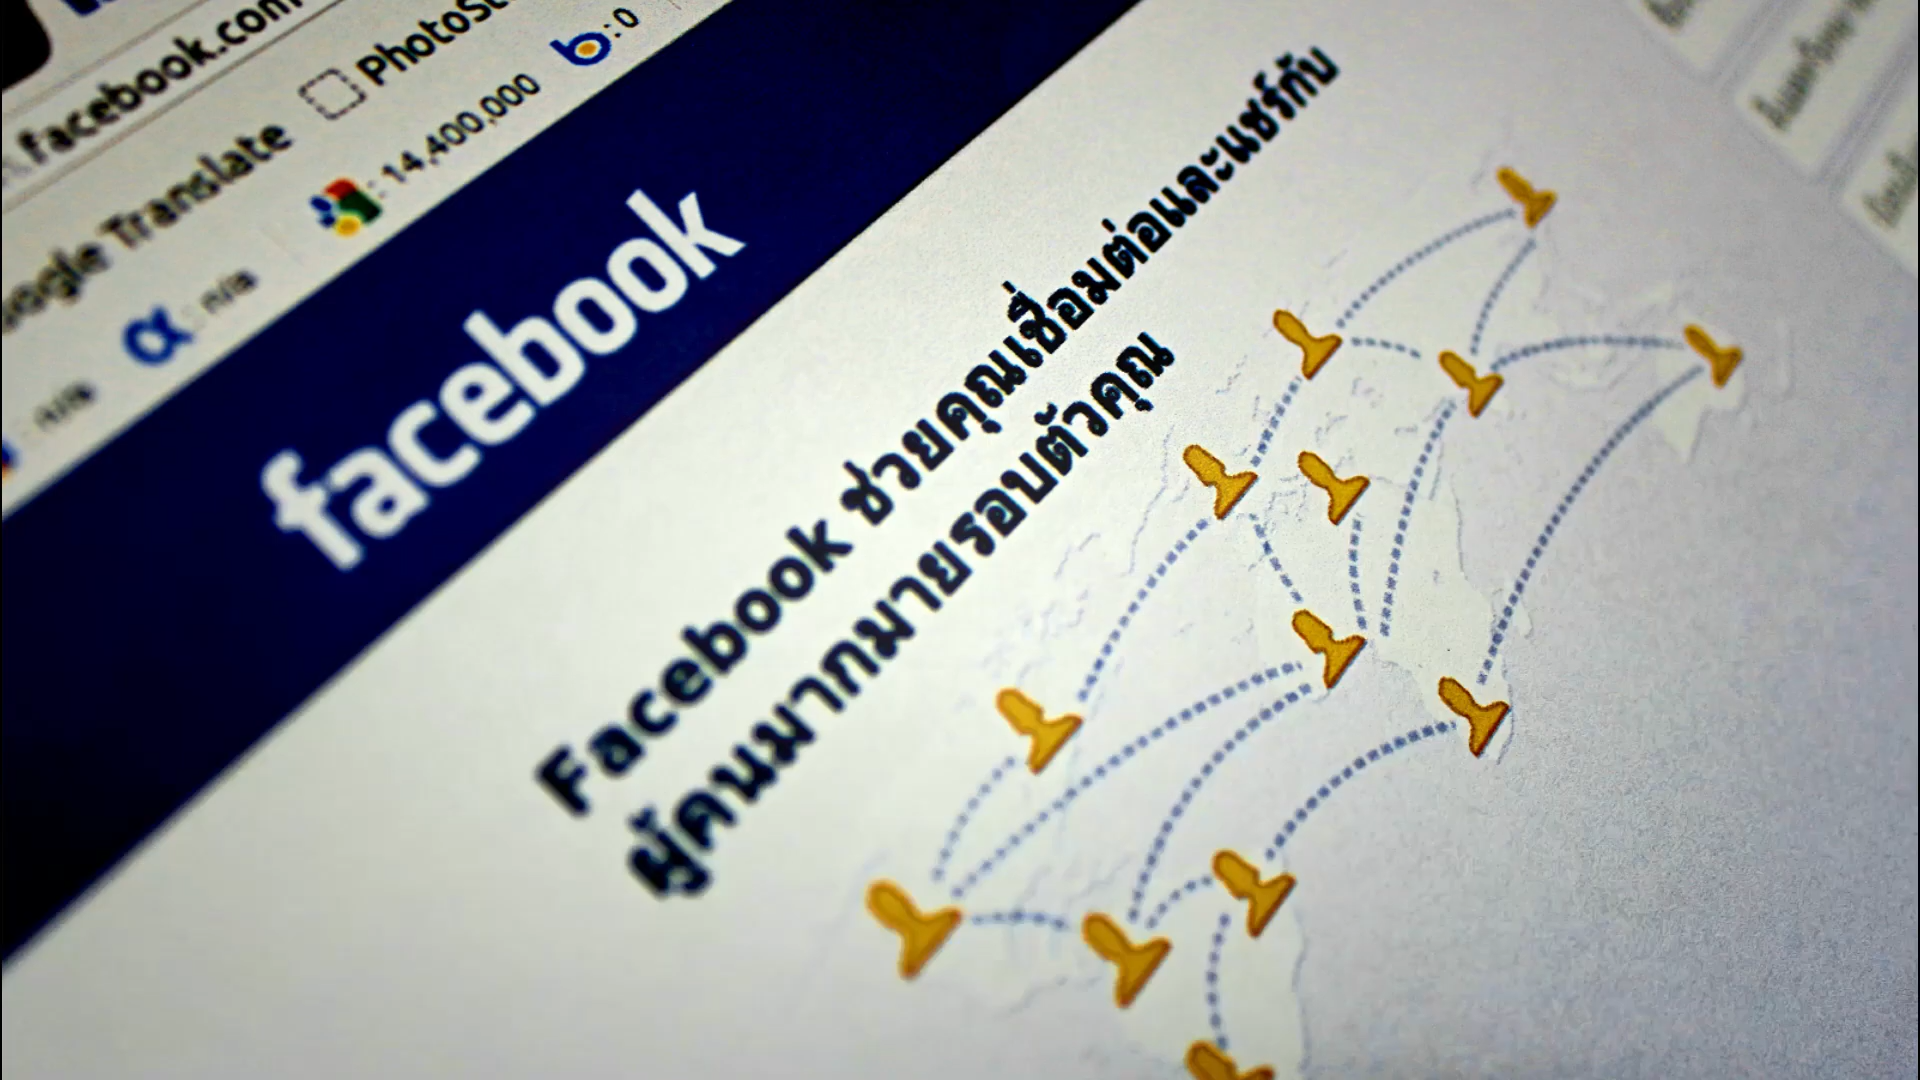 facebook.com
Google Translate
PhotoSt
: n/a
α : n/a
: 14,400,000
b : 0
facebook
Facebook ช่วยคุณเชื่อมต่อและแชร์กับ
ผู้คนมากมายรอบตัวคุณ